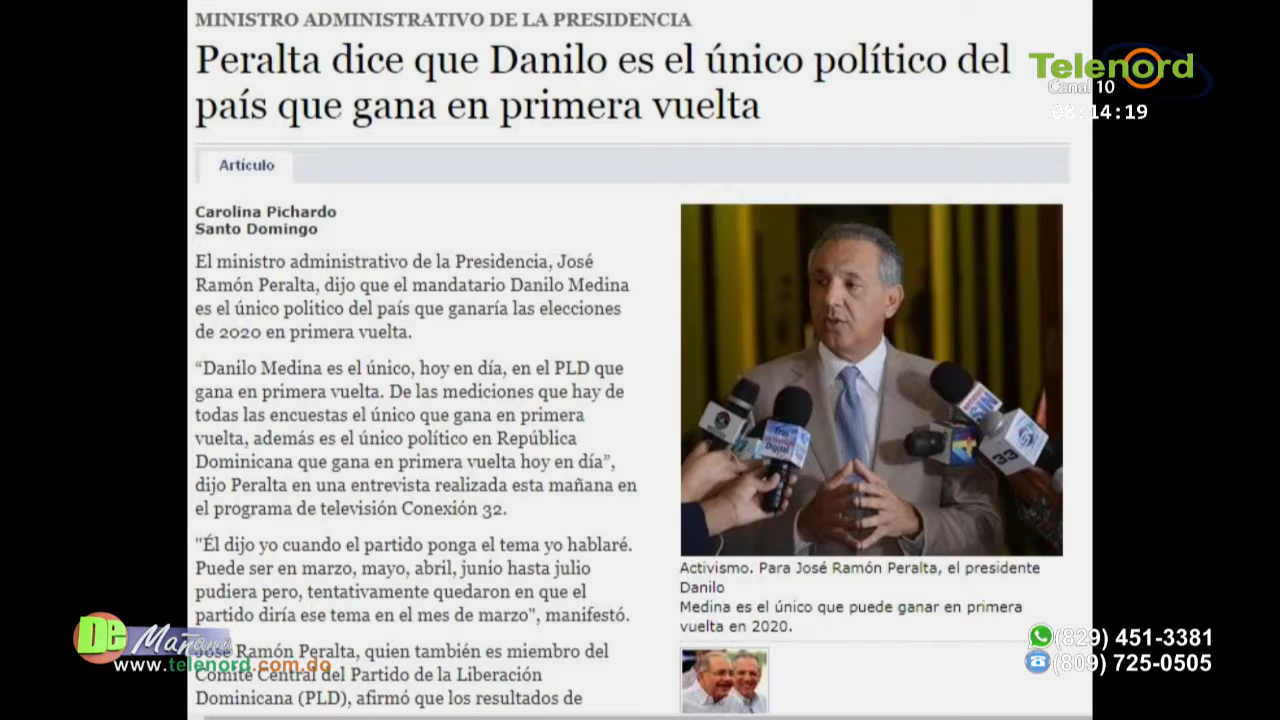 MINISTRO ADMINISTRATIVO DE LA PRESIDENCIA
Peralta dice que Danilo es el único político del
país que gana en primera vuelta
Telenord
Canal 10
08:14:19
Artículo
Carolina Pichardo
Santo Domingo
El ministro administrativo de la Presidencia, José
Ramón Peralta, dijo que el mandatario Danilo Medina
es el único politico del país que ganaría las elecciones
de 2020 en primera vuelta.
“Danilo Medina es el único, hoy en día, en el PLD que
gana en primera vuelta. De las mediciones que hay de
todas las encuestas el único que gana en primera
vuelta, además es el único político en República
Dominicana que gana en primera vuelta hoy en día”,
dijo Peralta en una entrevista realizada esta mañana en
el programa de televisión Conexión 32.
"Él dijo yo cuando el partido ponga el tema yo hablaré.
Puede ser en marzo, mayo, abril, junio hasta julio
pudiera pero, tentativamente quedaron en que el
partido diría ese tema en el mes de marzo", manifestó.
José Ramón Peralta, quien también es miembro del
Comité Central del Partido de la Liberación
Dominicana (PLD), afirmó que los resultados de
SIN
33
4
Digital
Activismo. Para José Ramón Peralta, el presidente
Danilo
Medina es el único que puede ganar en primera
vuelta en 2020.
De Mañana
www.telenord.com.do
(829) 451-3381
(809) 725-0505